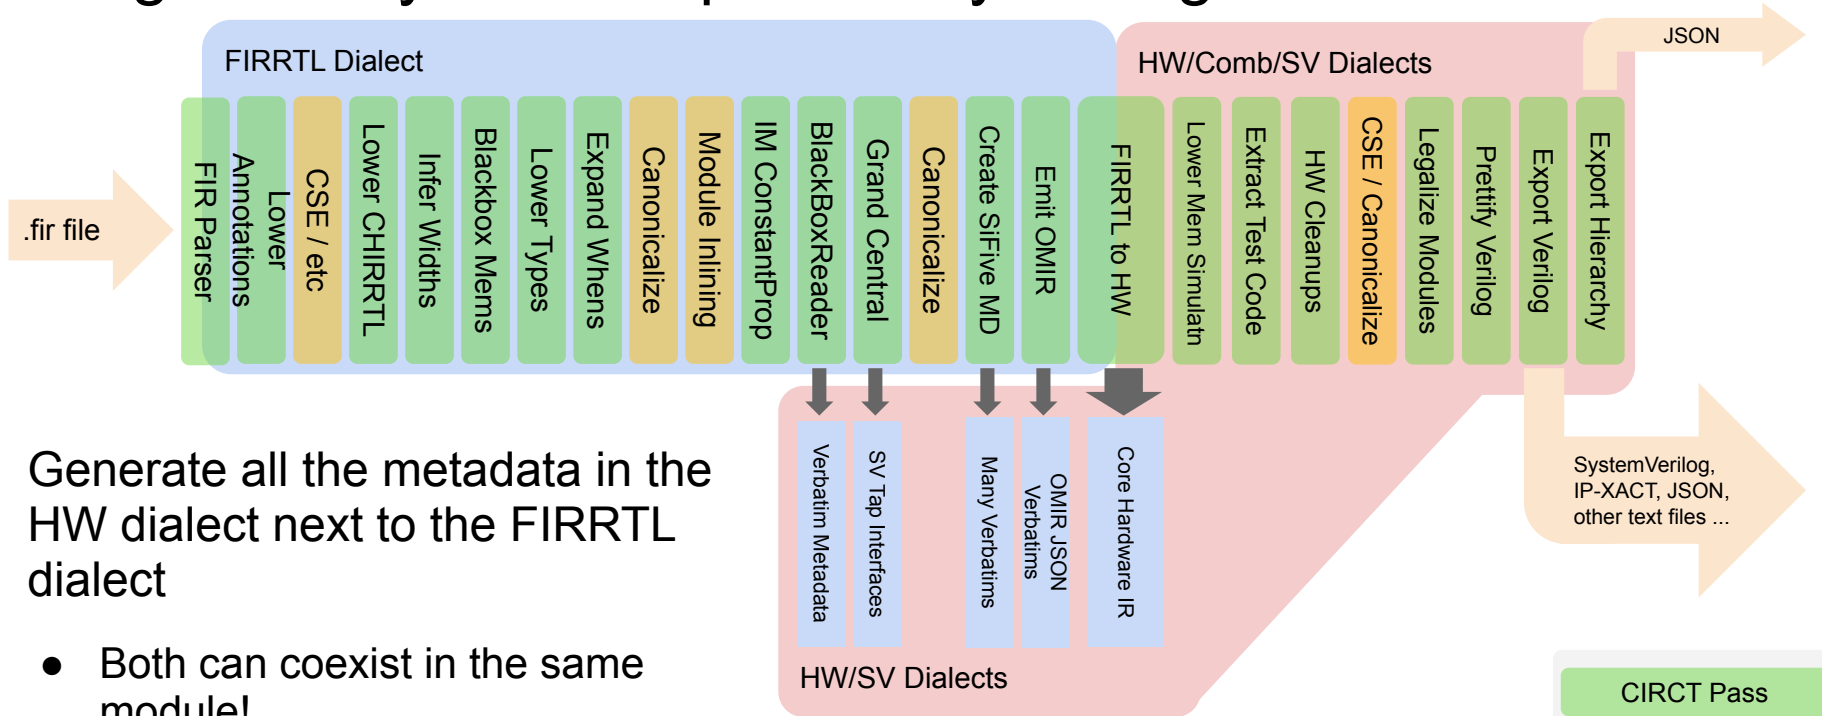 FIRRTL Dialect
HW/Comb/SV Dialects
JSON
.fir file
FIR Parser
Lower
Annotations
CSE / etc
Lower CHIRRTL
Infer Widths
Blackbox Mems
Lower Types
Expand Whens
Canonicalize
Module Inlining
IM ConstantProp
BlackBoxReader
Grand Central
Canonicalize
Create SiFive MD
Emit OMIR
FIRRTL to HW
Lower Mem Simulatn
Extract Test Code
HW Cleanups
CSE / Canonicalize
Legalize Modules
Prettify Verilog
Export Verilog
Export Hierarchy
Verbatim Metadata
SV Tap Interfaces
Many Verbatims
OMIR JSON
Verbatims
Core Hardware IR
HW/SV Dialects
SystemVerilog,
IP-XACT, JSON,
other text files ...
Generate all the metadata in the
HW dialect next to the FIRRTL
dialect
● Both can coexist in the same
module!
CIRCT Pass